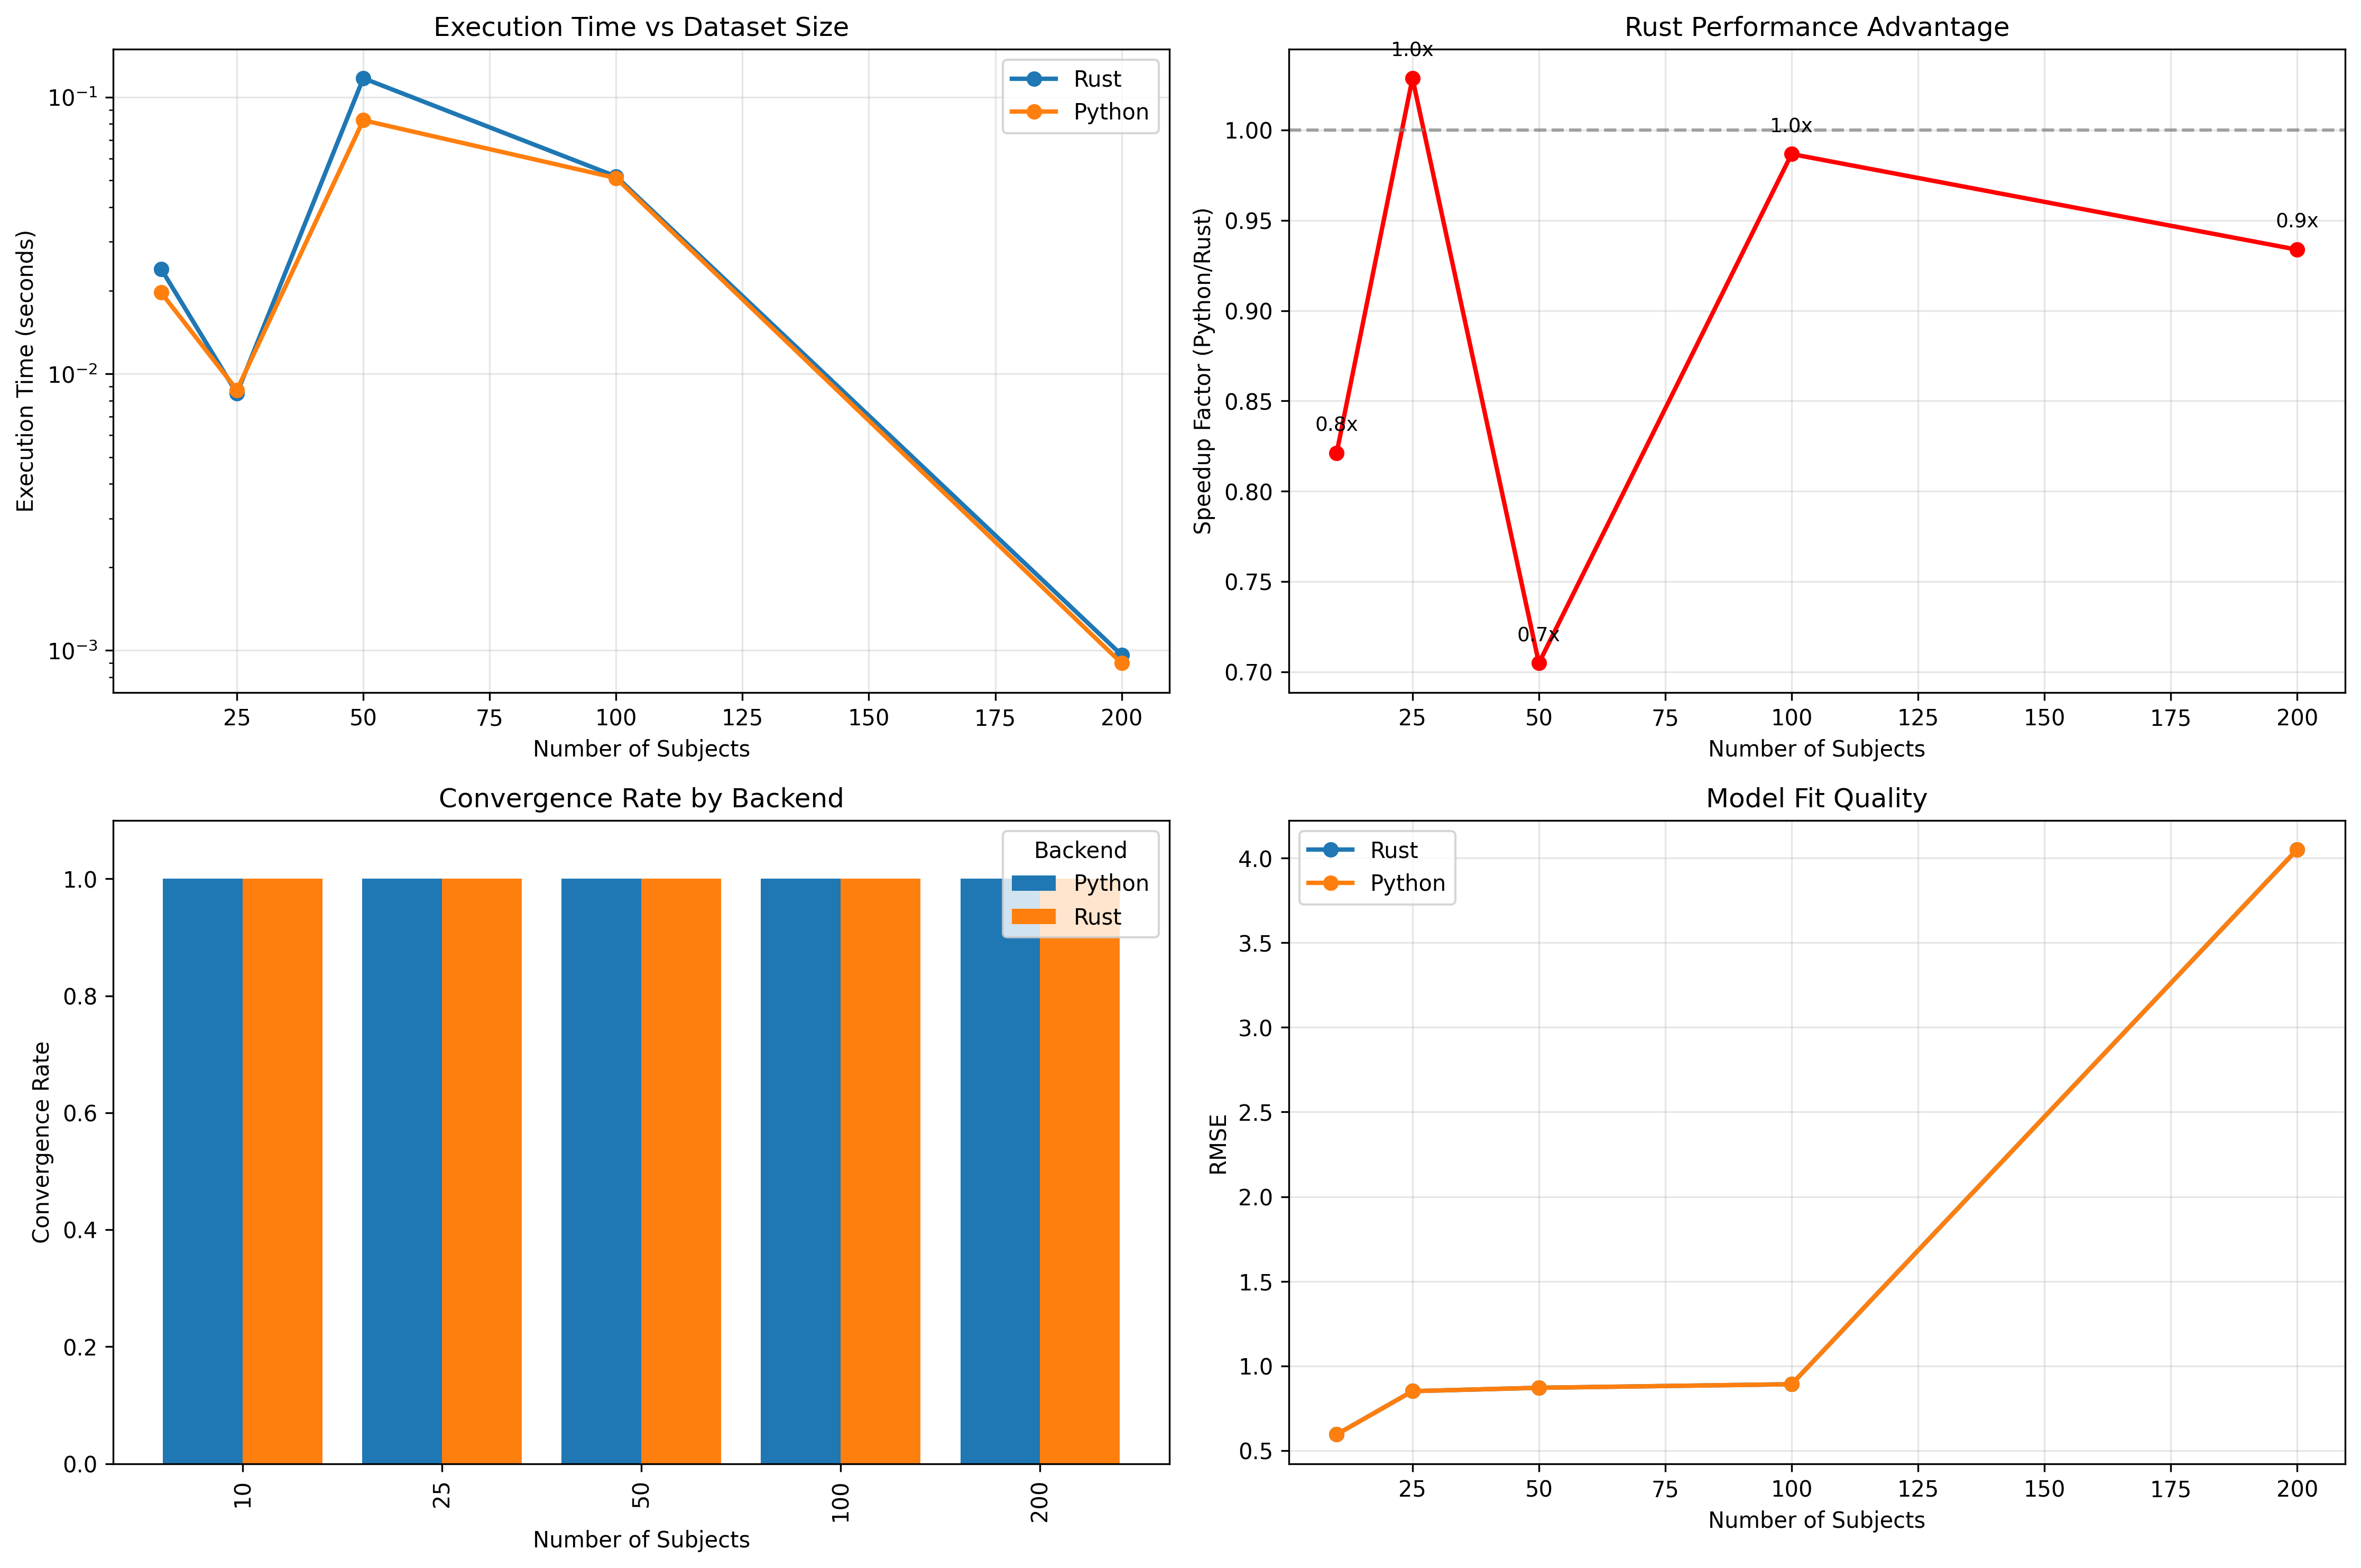 Execution Time vs Dataset Size
Execution Time (seconds)
10⁻¹
10⁻²
10⁻³
Rust
Python
25 50 75 100 125 150 175 200
Number of Subjects
Rust Performance Advantage
Speedup Factor (Python/Rust)
1.00
0.95
0.90
0.85
0.80
0.75
0.70
1.0x
1.0x
0.9x
0.8x
0.7x
25 50 75 100 125 150 175 200
Number of Subjects
Convergence Rate by Backend
Convergence Rate
1.0
0.8
0.6
0.4
0.2
0.0
Backend
Python
Rust
10 25 50 100 200
Number of Subjects
Model Fit Quality
RMSE
4.0
3.5
3.0
2.5
2.0
1.5
1.0
0.5
Rust
Python
25 50 75 100 125 150 175 200
Number of Subjects